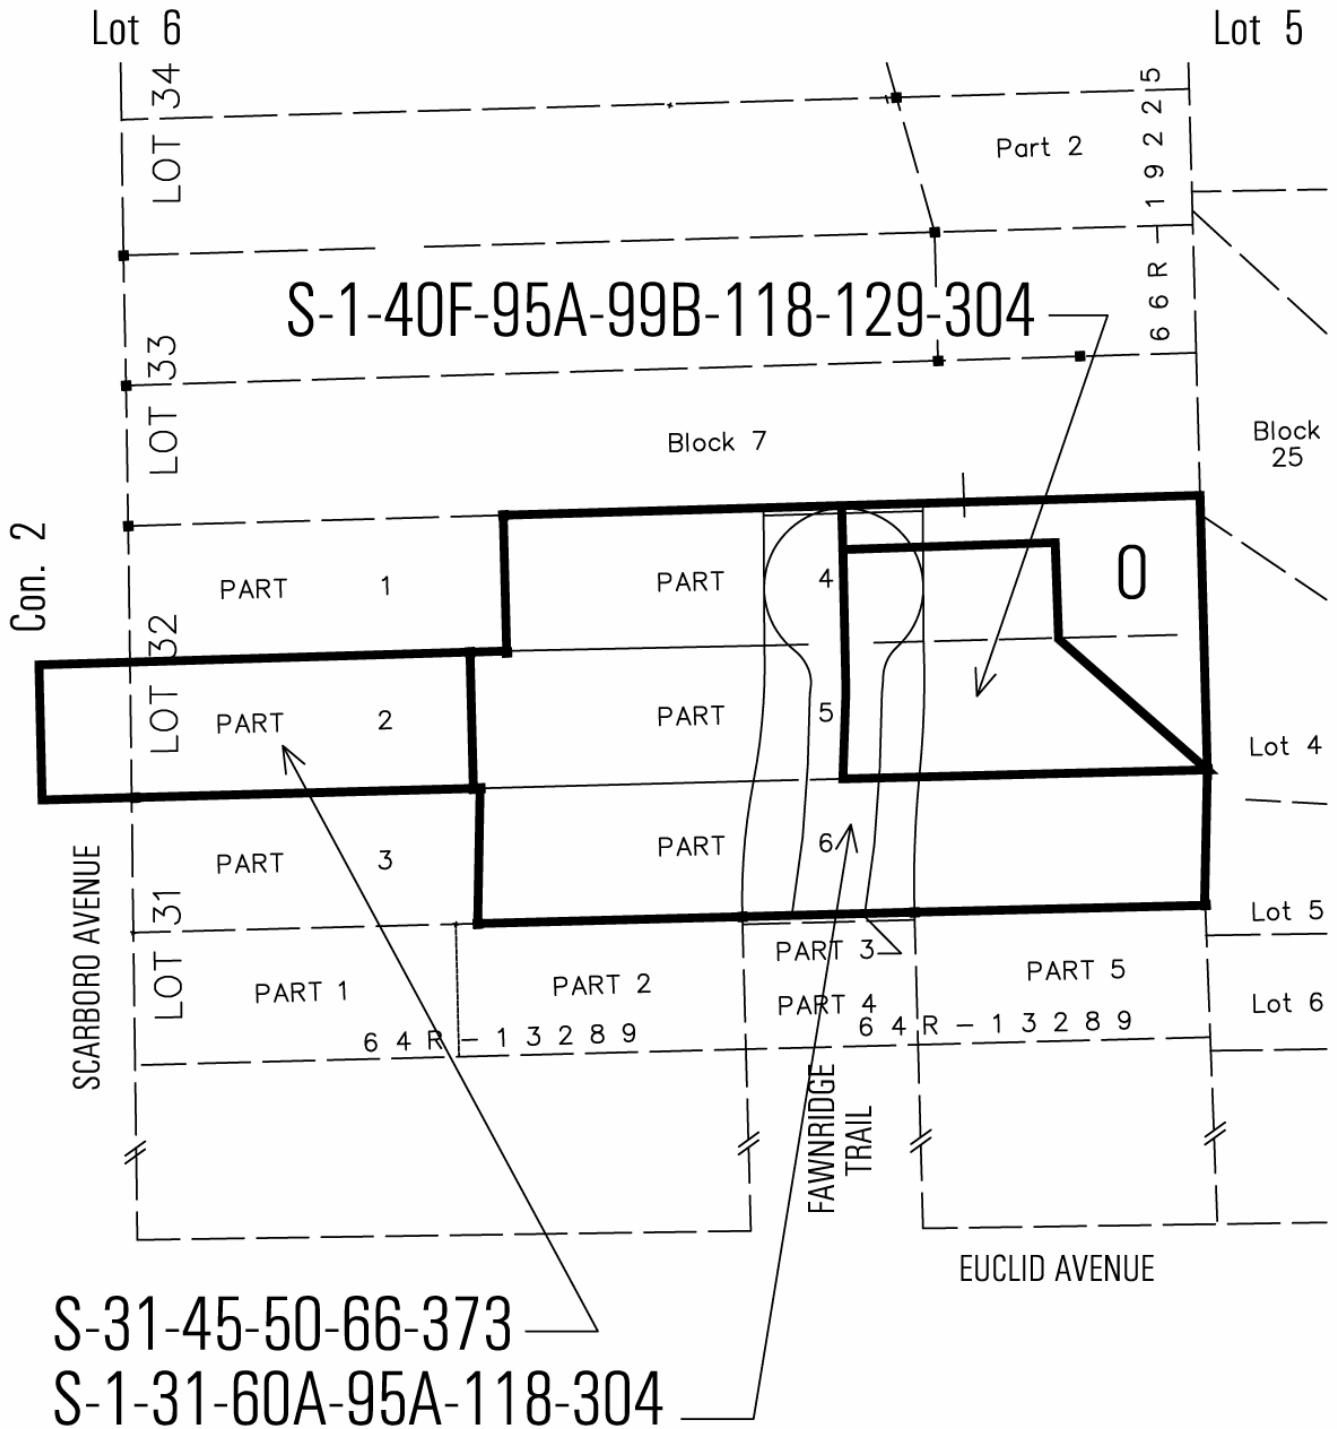 Lot 6
Lot 5
LOT 34
Part 2
66R-19225
S-1-40F-95A-99B-118-129-304
LOT 33
Block 7
Block
25
Con. 2
PART 1
PART 4
O
LOT 32
PART 2
PART 5
Lot 4
PART 3
PART 6
SCARBORO AVENUE
LOT 31
Lot 5
PART 3
PART 1
PART 2
PART 5
PART 4
Lot 6
64R-13289
64R-13289
FAWNRIDGE
TRAIL
EUCLID AVENUE
S-31-45-50-66-373
S-1-31-60A-95A-118-304